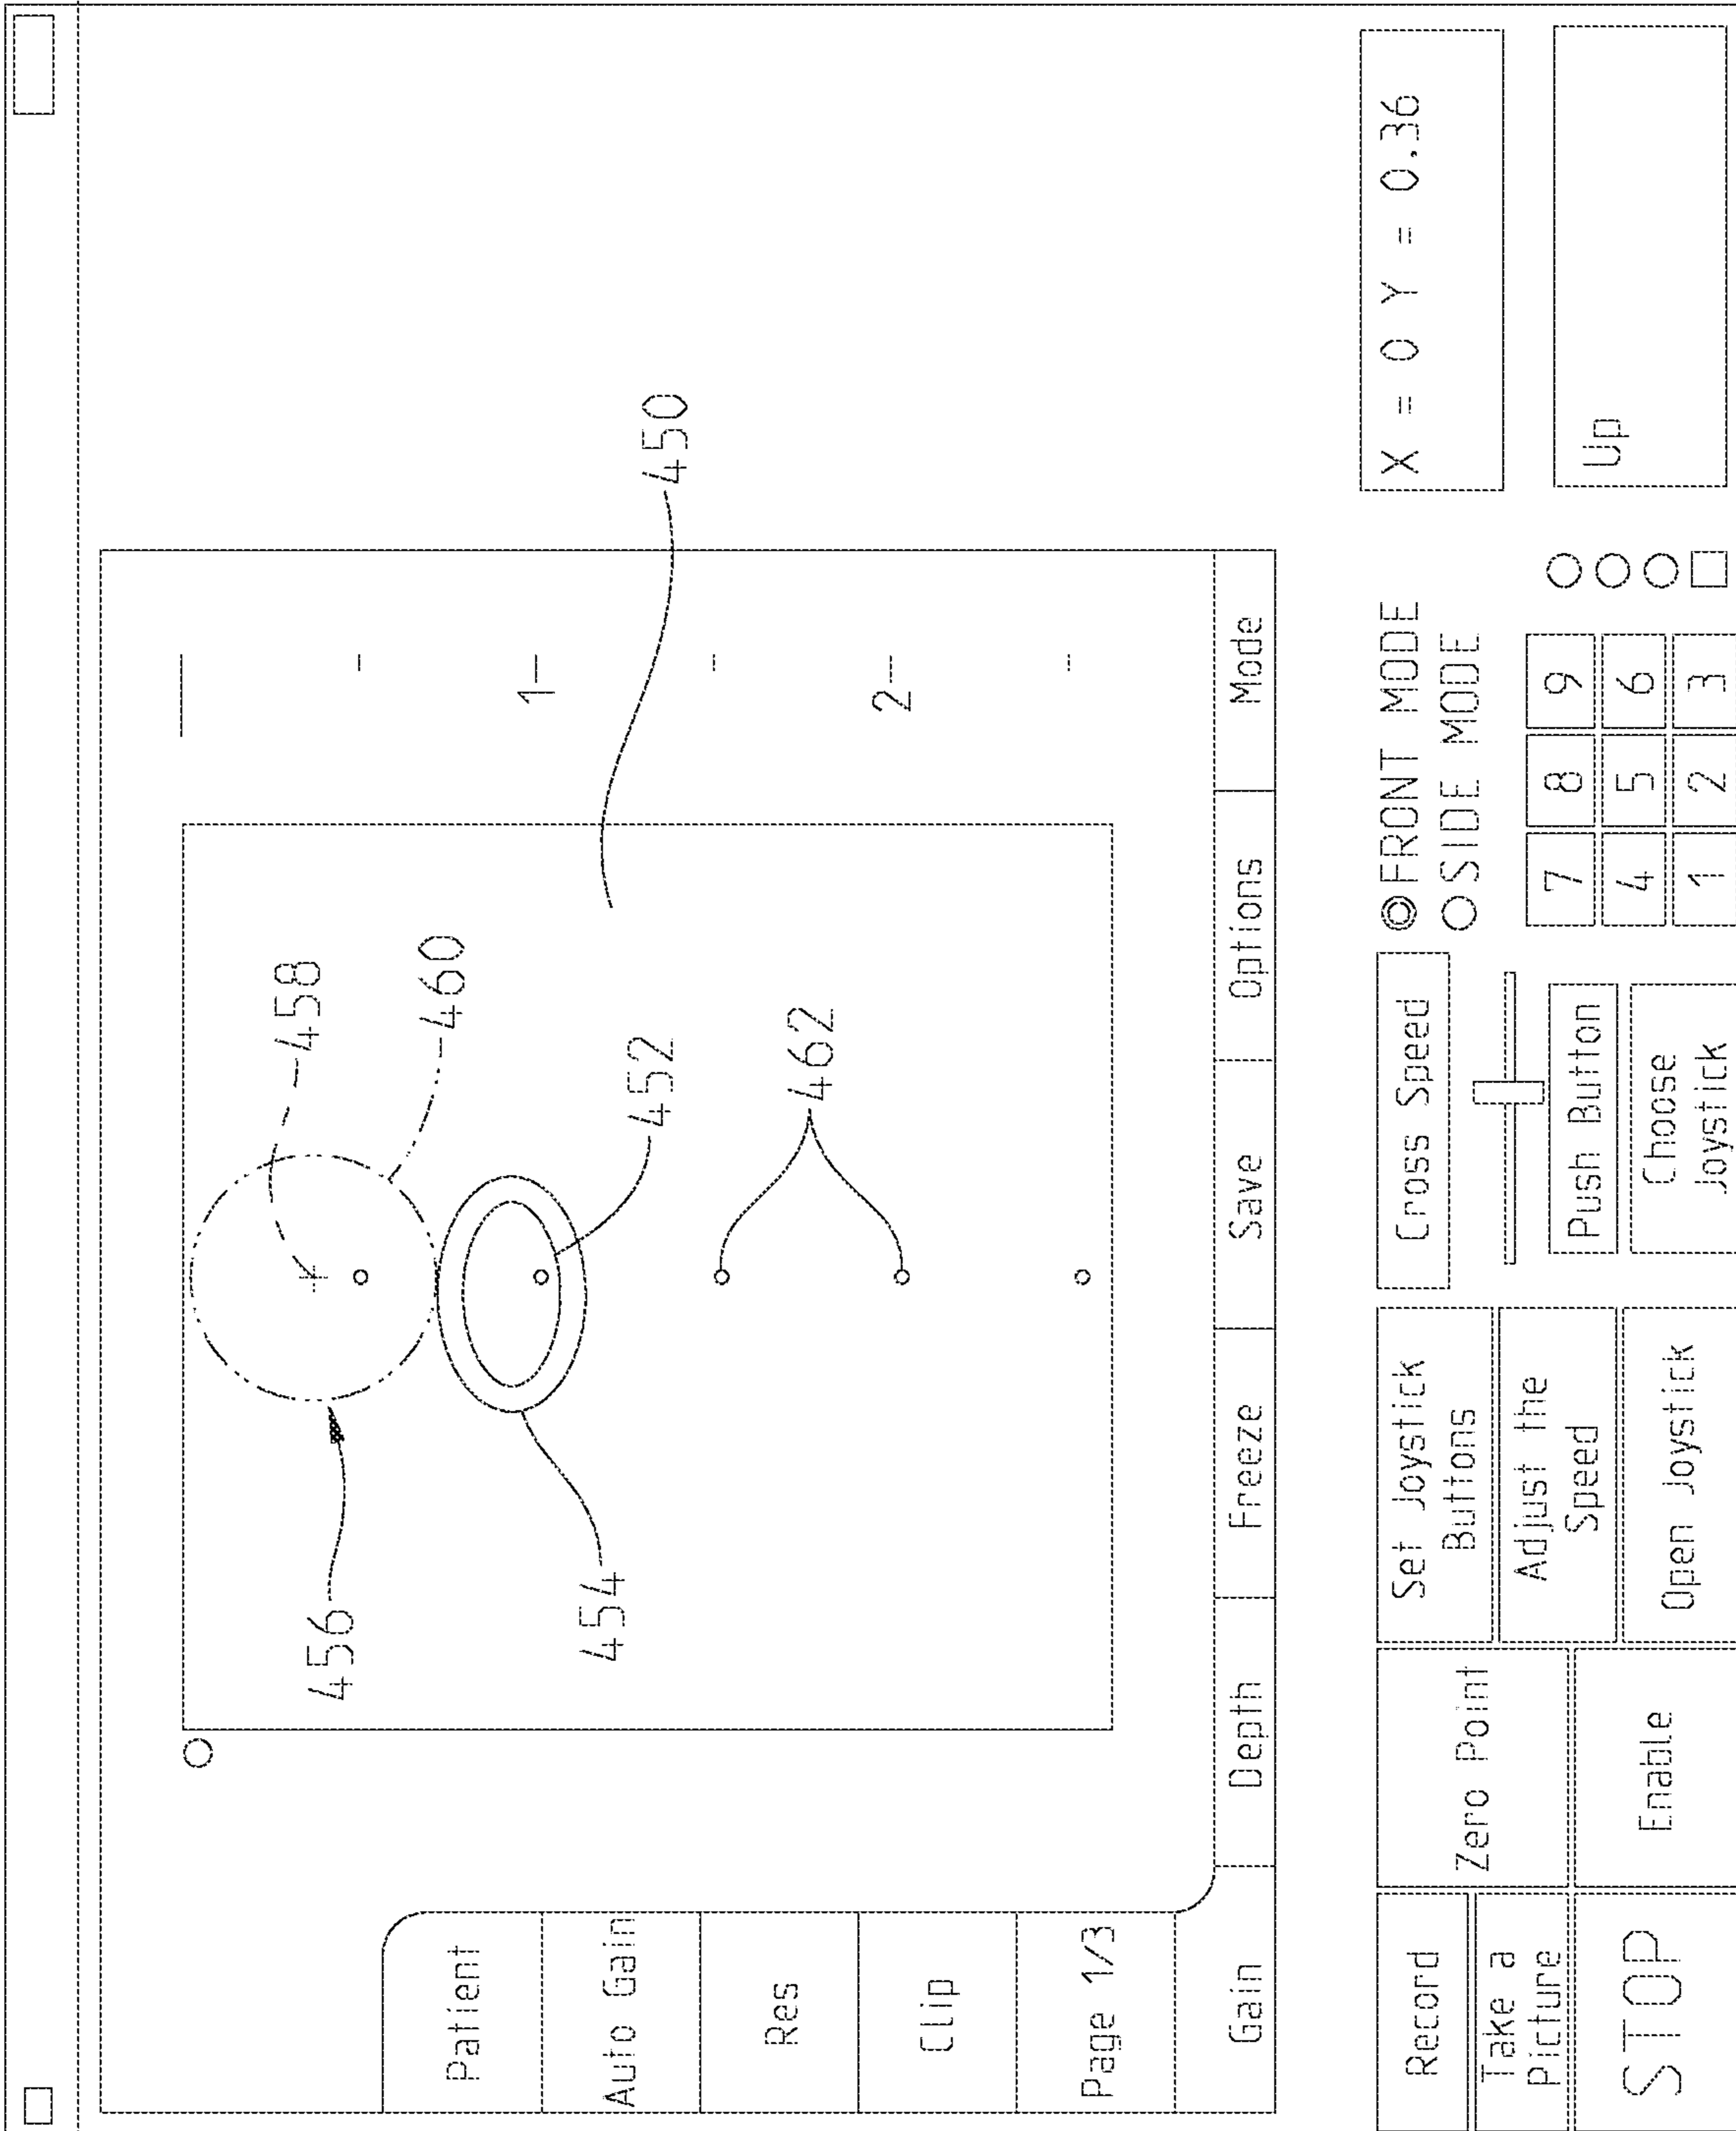 458
460
456
452
1
450
454
462
2
Patient
Auto Gain
Res
Clip
Page 1/3
Gain
Depth
Freeze
Save
Options
Mode
Record
Take a
Picture
STOP
Zero Point
Enable
Set Joystick
Buttons
Adjust the
Speed
Open Joystick
Cross Speed
Push Button
Choose
Joystick
FRONT MODE
SIDE MODE
7 8 9
4 5 6
1 2 3
X = 0 Y = 0.36
Up